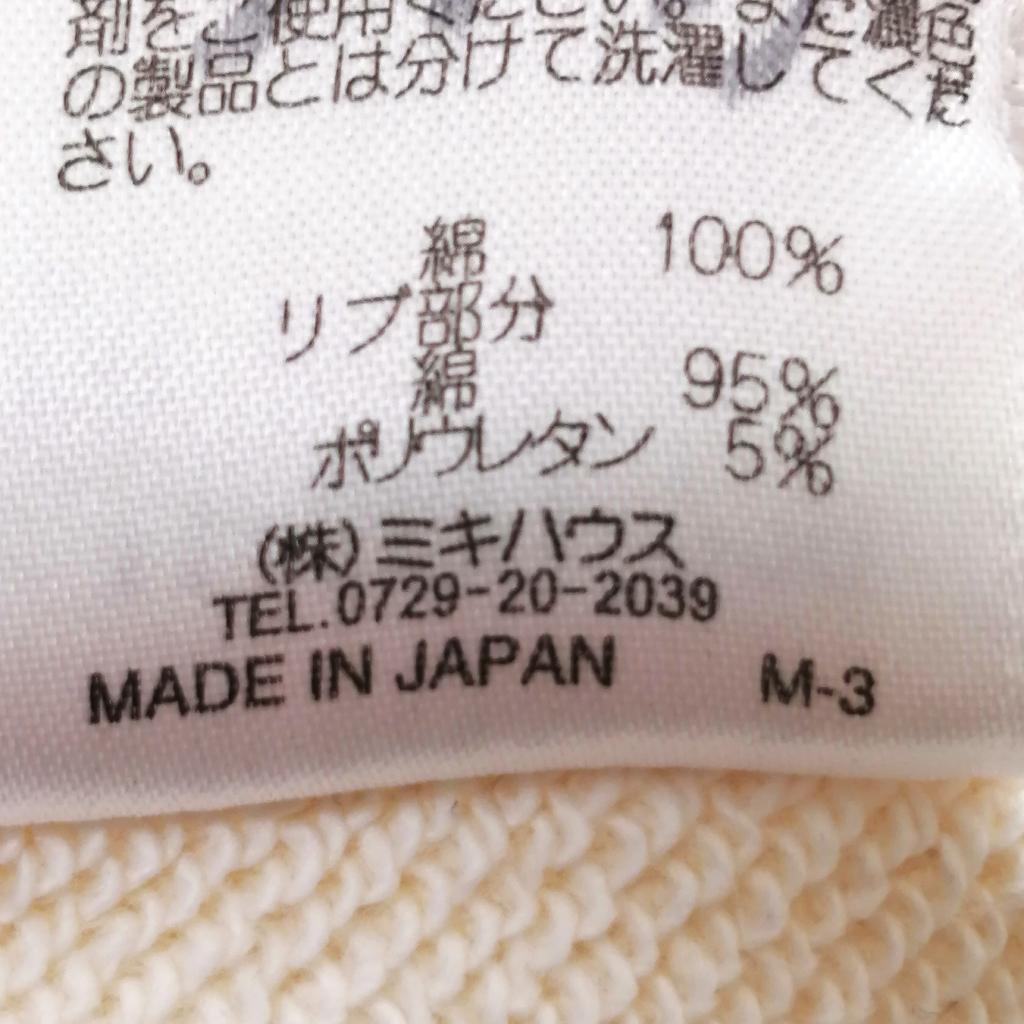 剤をご使用ください。また濃色
の製品とは分けて洗濯してくだ
さい。
綿 100%
リブ部分
綿 95%
ポリウレタン 5%
(株)ミキハウス
TEL.0729-20-2039
MADE IN JAPAN M-3